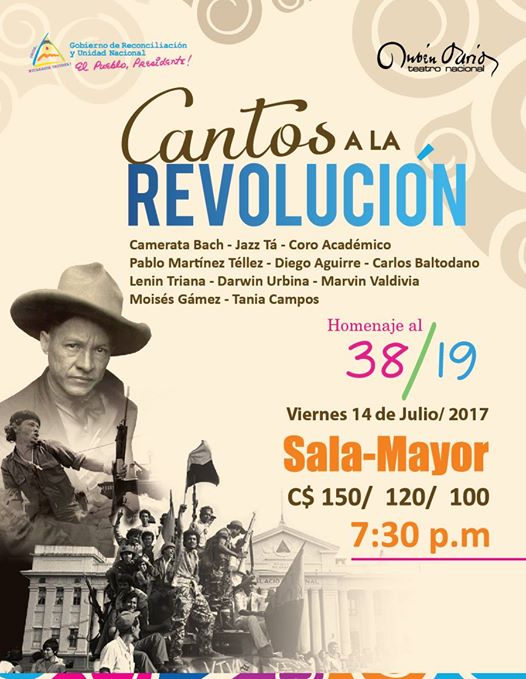 Gobierno de Reconciliación
y Unidad Nacional
El Pueblo, Presidente!
Rubén Darío
teatro nacional
Cantos A LA
REVOLUCIÓN
Camerata Bach - Jazz Tá - Coro Académico
Pablo Martínez Téllez - Diego Aguirre - Carlos Baltodano
Lenin Triana - Darwin Urbina - Marvin Valdivia
Moisés Gámez - Tania Campos
Homenaje al
38/19
Viernes 14 de Julio/ 2017
Sala-Mayor
C$ 150/ 120/ 100
7:30 p.m